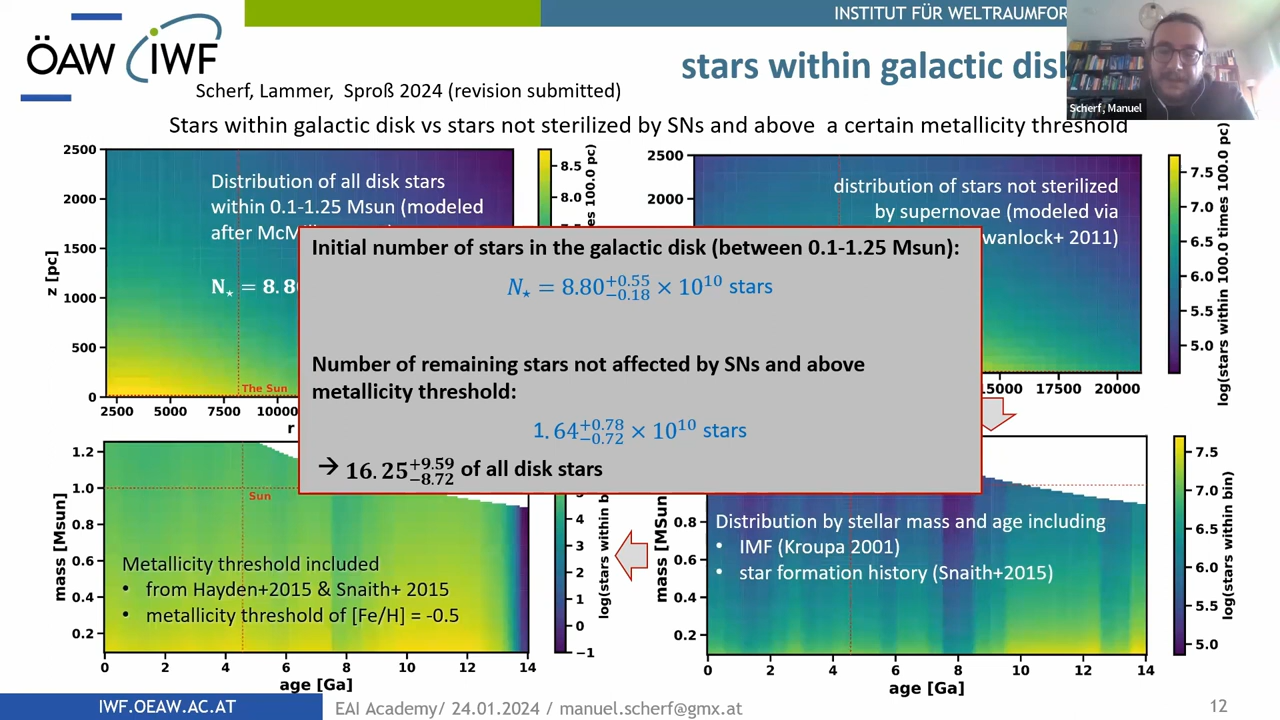 INSTITUT FÜR WELTRAUMFOR
ÖAW IWF
stars within galactic disk
Scherf, Lammer, Sproß 2024 (revision submitted)
Scherf, Manuel
Stars within galactic disk vs stars not sterilized by SNs and above a certain metallicity threshold
2500
2000
1500
1000
500
0
z [pc]
2500 5000 7500 10000
r
Distribution of all disk stars
within 0.1-1.25 Msun (modeled
after McM
N⋆ = 8.8
The Sun
8.5
8.0
7.5
es 100.0 pc)
2500
2000
distribution of stars not sterilized
by supernovae (modeled via
wanlock+ 2011)
15000 17500 20000
7.5
7.0
6.5
6.0
5.5
5.0
log(stars within 100.0 times 100.0 pc)
Initial number of stars in the galactic disk (between 0.1-1.25 Msun):
N⋆ = 8.80 +0.55 −0.18 × 10^10 stars
Number of remaining stars not affected by SNs and above
metallicity threshold:
1.64 +0.78 −0.72 × 10^10 stars
→ 16.25 +9.59 −8.72 of all disk stars
1.2
1.0
0.8
0.6
0.4
0.2
mass [Msun]
Sun
Metallicity threshold included
• from Hayden+2015 & Snaith+ 2015
• metallicity threshold of [Fe/H] = -0.5
0 2 4 6 8 10 12 14
age [Ga]
4
3
2
1
0
−1
log(stars within b
0.8
0.6
0.4
0.2
mass [MSun
Distribution by stellar mass and age including
• IMF (Kroupa 2001)
• star formation history (Snaith+2015)
0 2 4 6 8 10 12 14
age [Ga]
7.5
7.0
6.5
6.0
5.5
5.0
log(stars within bin)
IWF.OEAW.AC.AT
EAI Academy/ 24.01.2024 / manuel.scherf@gmx.at
12